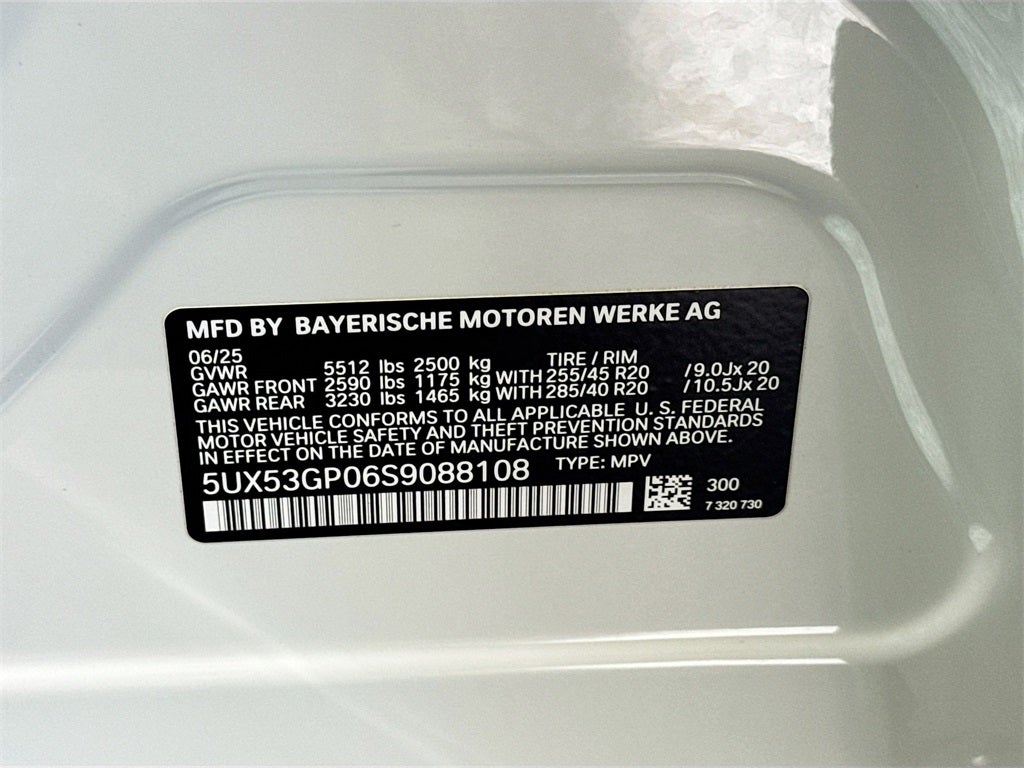 MFD BY BAYERISCHE MOTOREN WERKE AG
06/25 TIRE / RIM
GVWR 5512 lbs 2500 kg
GAWR FRONT 2590 lbs 1175 kg WITH 255/45 R20 /9.0Jx 20
GAWR REAR 3230 lbs 1465 kg WITH 285/40 R20 /10.5Jx 20
THIS VEHICLE CONFORMS TO ALL APPLICABLE U. S. FEDERAL
MOTOR VEHICLE SAFETY AND THEFT PREVENTION STANDARDS
IN EFFECT ON THE DATE OF MANUFACTURE SHOWN ABOVE.
5UX53GP06S9088108 TYPE: MPV
300
7 320 730